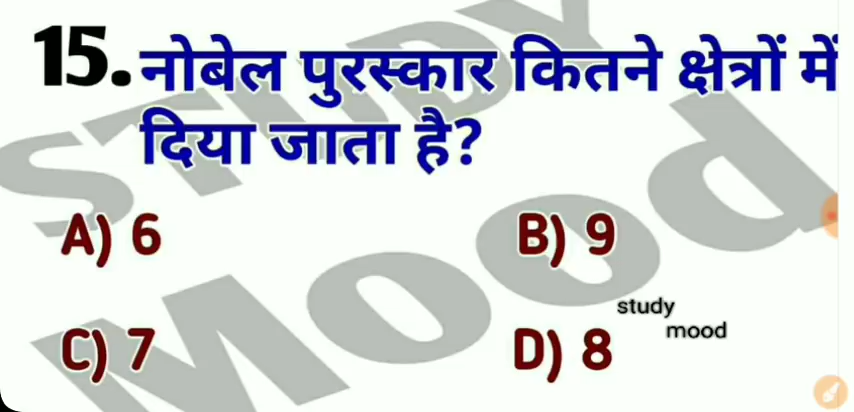 15. नोबेल पुरस्कार कितने क्षेत्रों में
दिया जाता है?
A) 6
B) 9
C) 7
D) 8
study
mood
STUDY
Mood